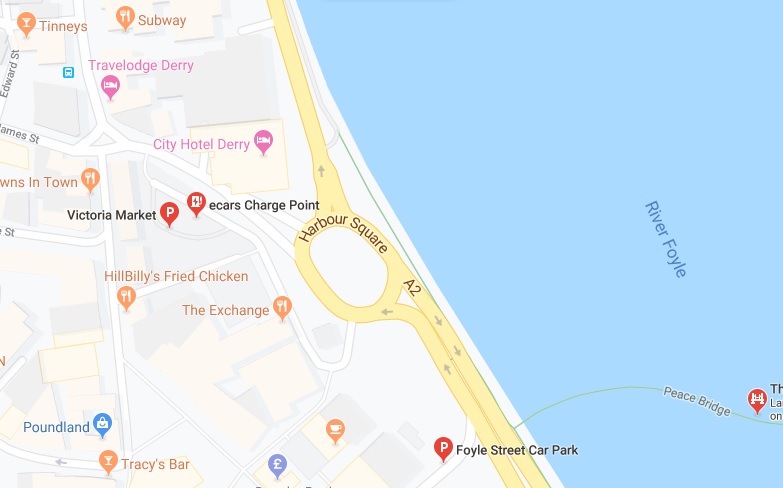 Tinneys
Subway
Edward St
Travelodge Derry
James St
City Hotel Derry
wns In Town
ecars Charge Point
Victoria Market
P
Harbour Square
River Foyle
e St
HillBilly's Fried Chicken
A2
The Exchange
N
Peace Bridge
Th
La
on
Poundland
£
P
Foyle Street Car Park
Tracy's Bar